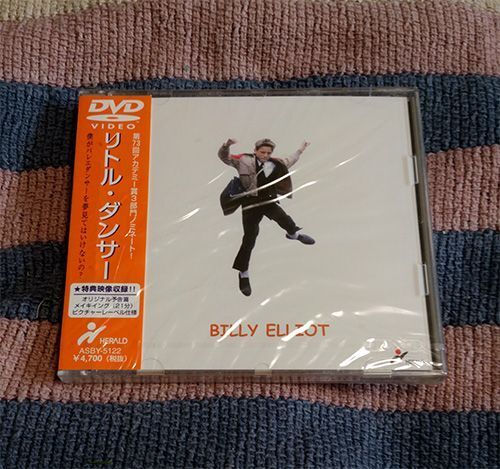 DVD
VIDEO
第73回アカデミー賞3部門ノミネート!
リトル・ダンサー
僕がバレエダンサーを夢見てはいけないの?
★特典映像収録!!
オリジナル予告篇
メイキング(21分)
ピクチャーレーベル仕様
HERALD
ASBY-5122
¥4,700(税抜)
BILLY ELLIOT